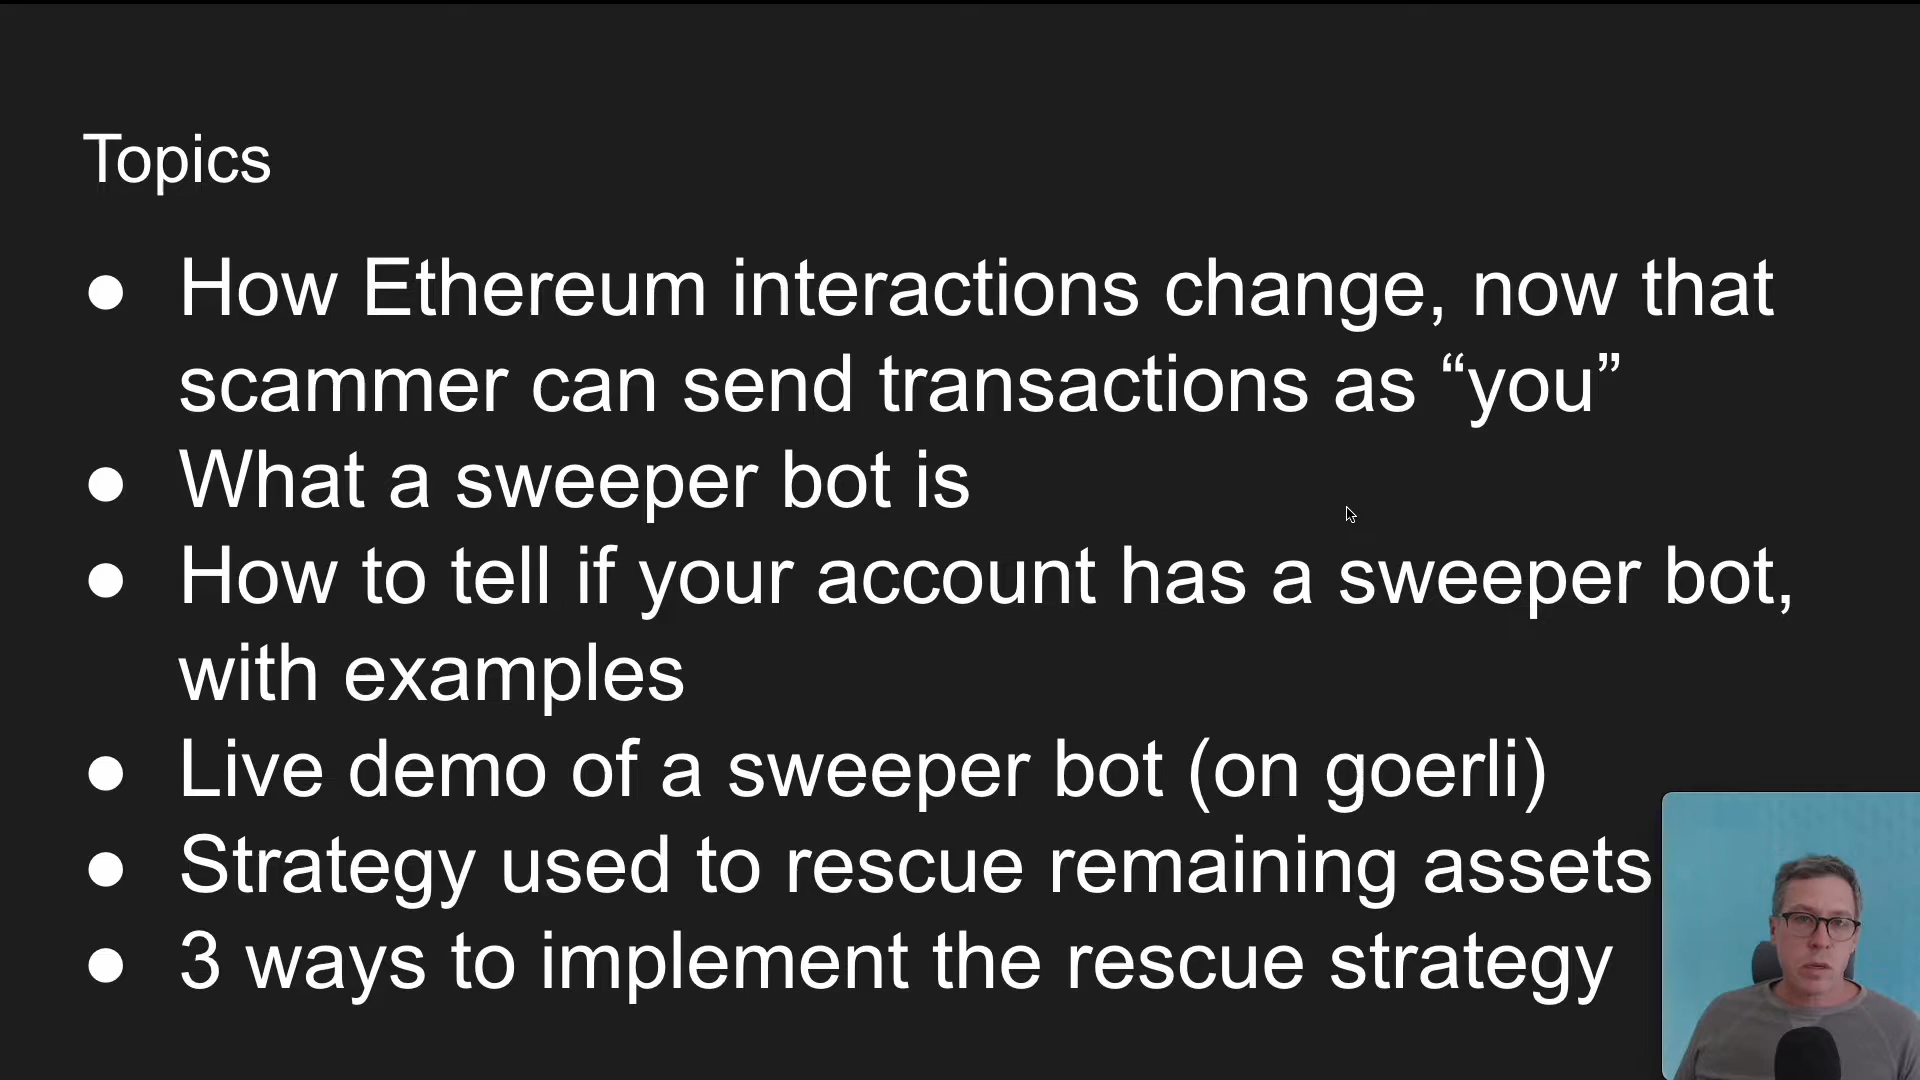 Topics
● How Ethereum interactions change, now that
scammer can send transactions as “you”
● What a sweeper bot is
● How to tell if your account has a sweeper bot,
with examples
● Live demo of a sweeper bot (on goerli)
● Strategy used to rescue remaining assets
● 3 ways to implement the rescue strategy